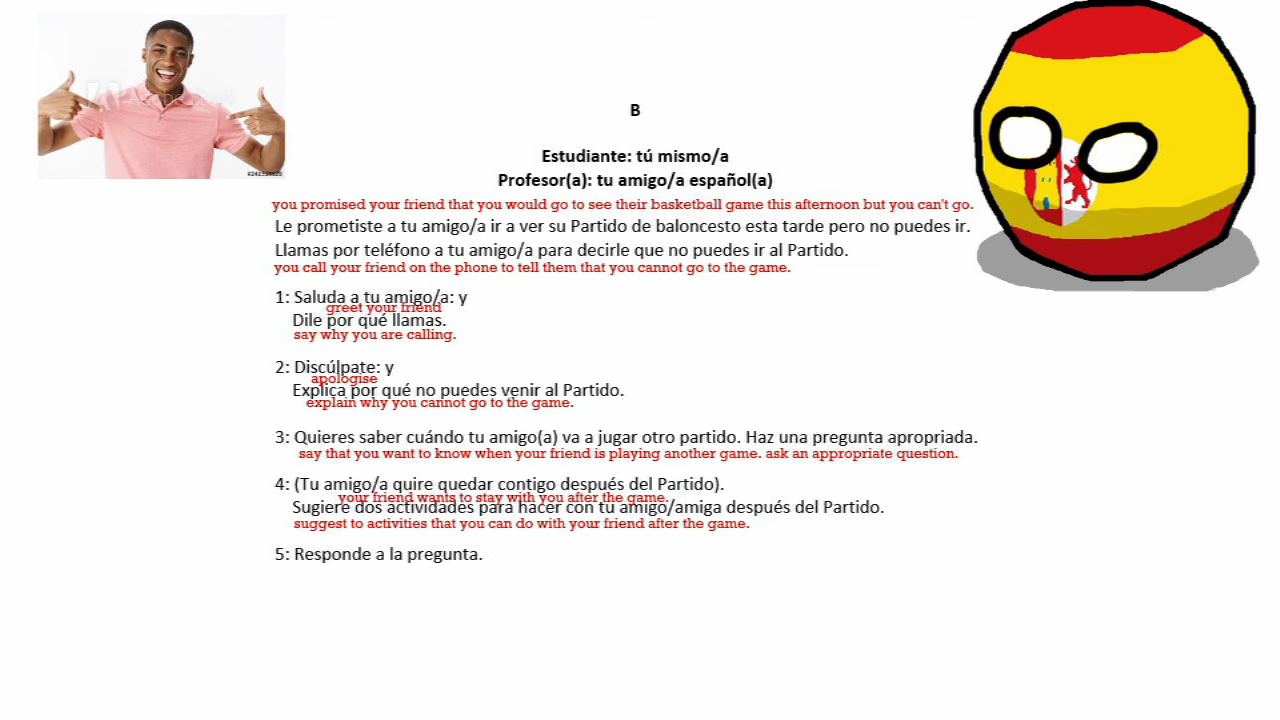 B
Estudiante: tú mismo/a
Profesor(a): tu amigo/a español(a)
you promised your friend that you would go to see their basketball game this afternoon but you can't go.
Le prometiste a tu amigo/a ir a ver su Partido de baloncesto esta tarde pero no puedes ir.
Llamas por teléfono a tu amigo/a para decirle que no puedes ir al Partido.
you call your friend on the phone to tell them that you cannot go to the game.
1: Saluda a tu amigo/a: y
greet your friend
Dile por qué llamas.
say why you are calling.
2: Discúlpate: y
apologise
Explica por qué no puedes venir al Partido.
explain why you cannot go to the game.
3: Quieres saber cuándo tu amigo(a) va a jugar otro partido. Haz una pregunta apropriada.
say that you want to know when your friend is playing another game. ask an appropriate question.
4: (Tu amigo/a quire quedar contigo después del Partido).
your friend wants to stay with you after the game.
Sugiere dos actividades para hacer con tu amigo/amiga después del Partido.
suggest to activities that you can do with your friend after the game.
5: Responde a la pregunta.